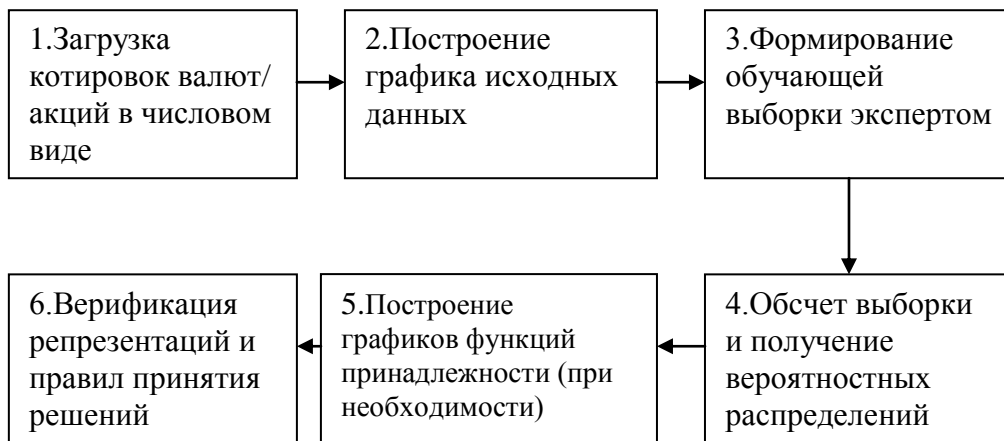 1.Загрузка
котировок валют/
акций в числовом
виде
2.Построение
графика исходных
данных
3.Формирование
обучающей
выборки экспертом
4.Обсчет выборки
и получение
вероятностных
распределений
5.Построение
графиков функций
принадлежности (при
необходимости)
6.Верификация
репрезентаций и
правил принятия
решений